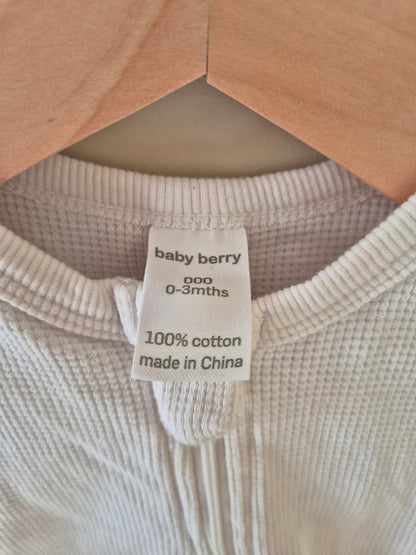 baby berry
000
0-3mths
100% cotton
made in China